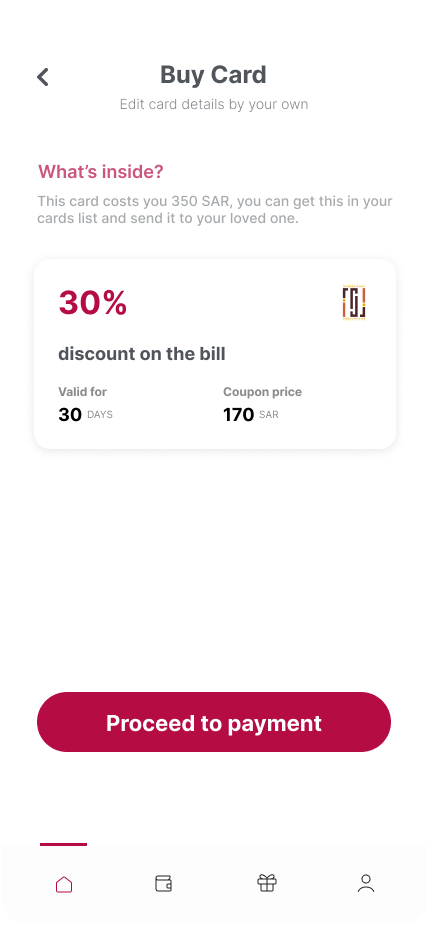 Buy Card
Edit card details by your own
What's inside?
This card costs you 350 SAR, you can get this in your
cards list and send it to your loved one.
30%
discount on the bill
Valid for
Coupon price
30 DAYS
170 SAR
Proceed to payment